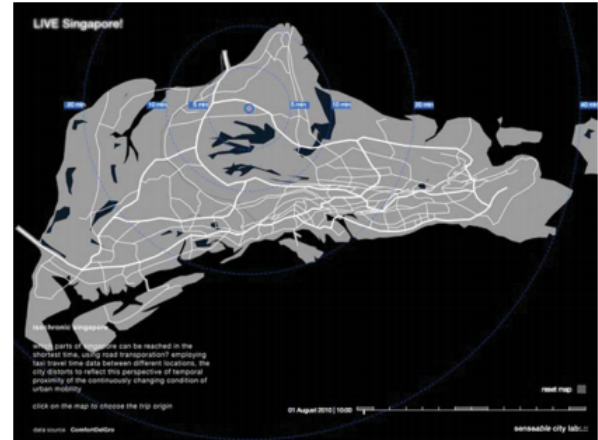 LIVE Singapore!
20 min 10 min 5 min 5 min 10 min 20 min 40 min
isochronic singapore
which parts of singapore can be reached in the
shortest time, using road transporation? employing
taxi travel time data between different locations, the
city distorts to reflect this perspective of temporal
proximity of the continuously changing condition of
urban mobility
click on the map to choose the trip origin
reset map
01 August 2010 | 10:00
data source ComfortDelGro
senseable city lab